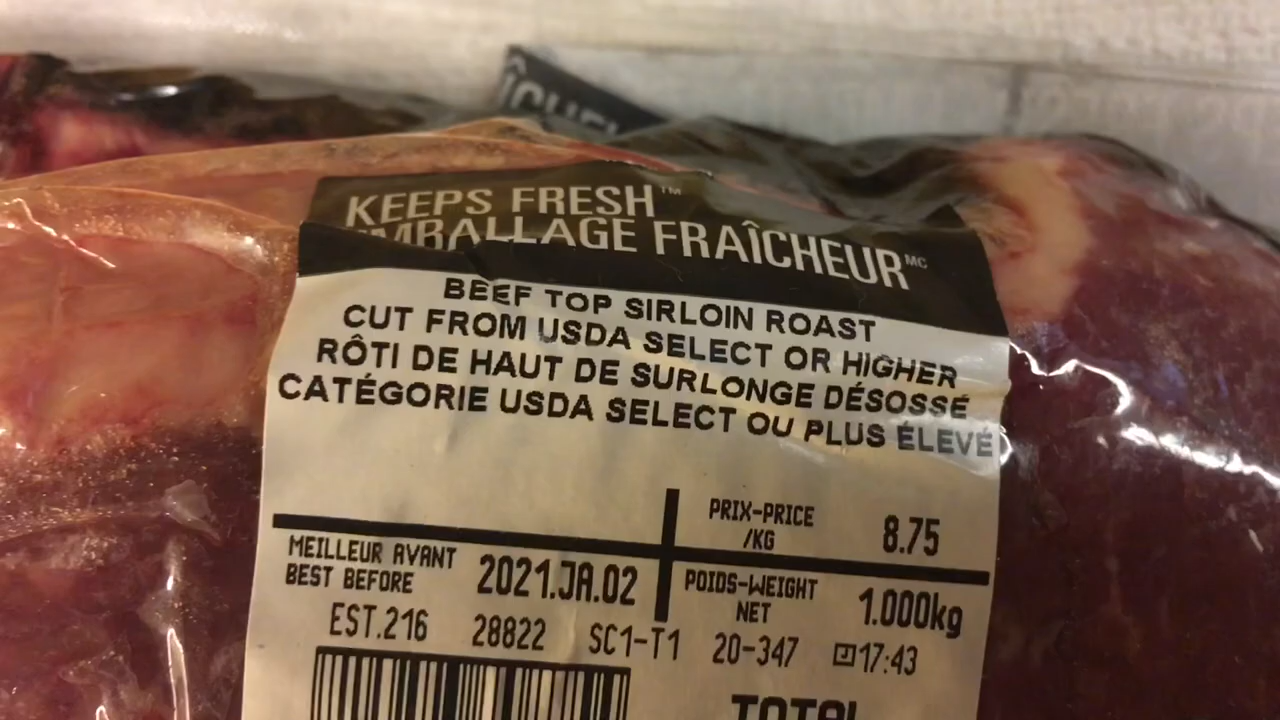 KEEPS FRESH™
EMBALLAGE FRAÎCHEUR MC
BEEF TOP SIRLOIN ROAST
CUT FROM USDA SELECT OR HIGHER
RÔTI DE HAUT DE SURLONGE DÉSOSSÉ
CATÉGORIE USDA SELECT OU PLUS ÉLEVÉ
PRIX-PRICE
/KG
8.75
MEILLEUR AVANT
BEST BEFORE
2021.JA.02
POIDS-WEIGHT
NET
1.000kg
EST.216 28822 SC1-T1 20-347 17:43
TOTAL